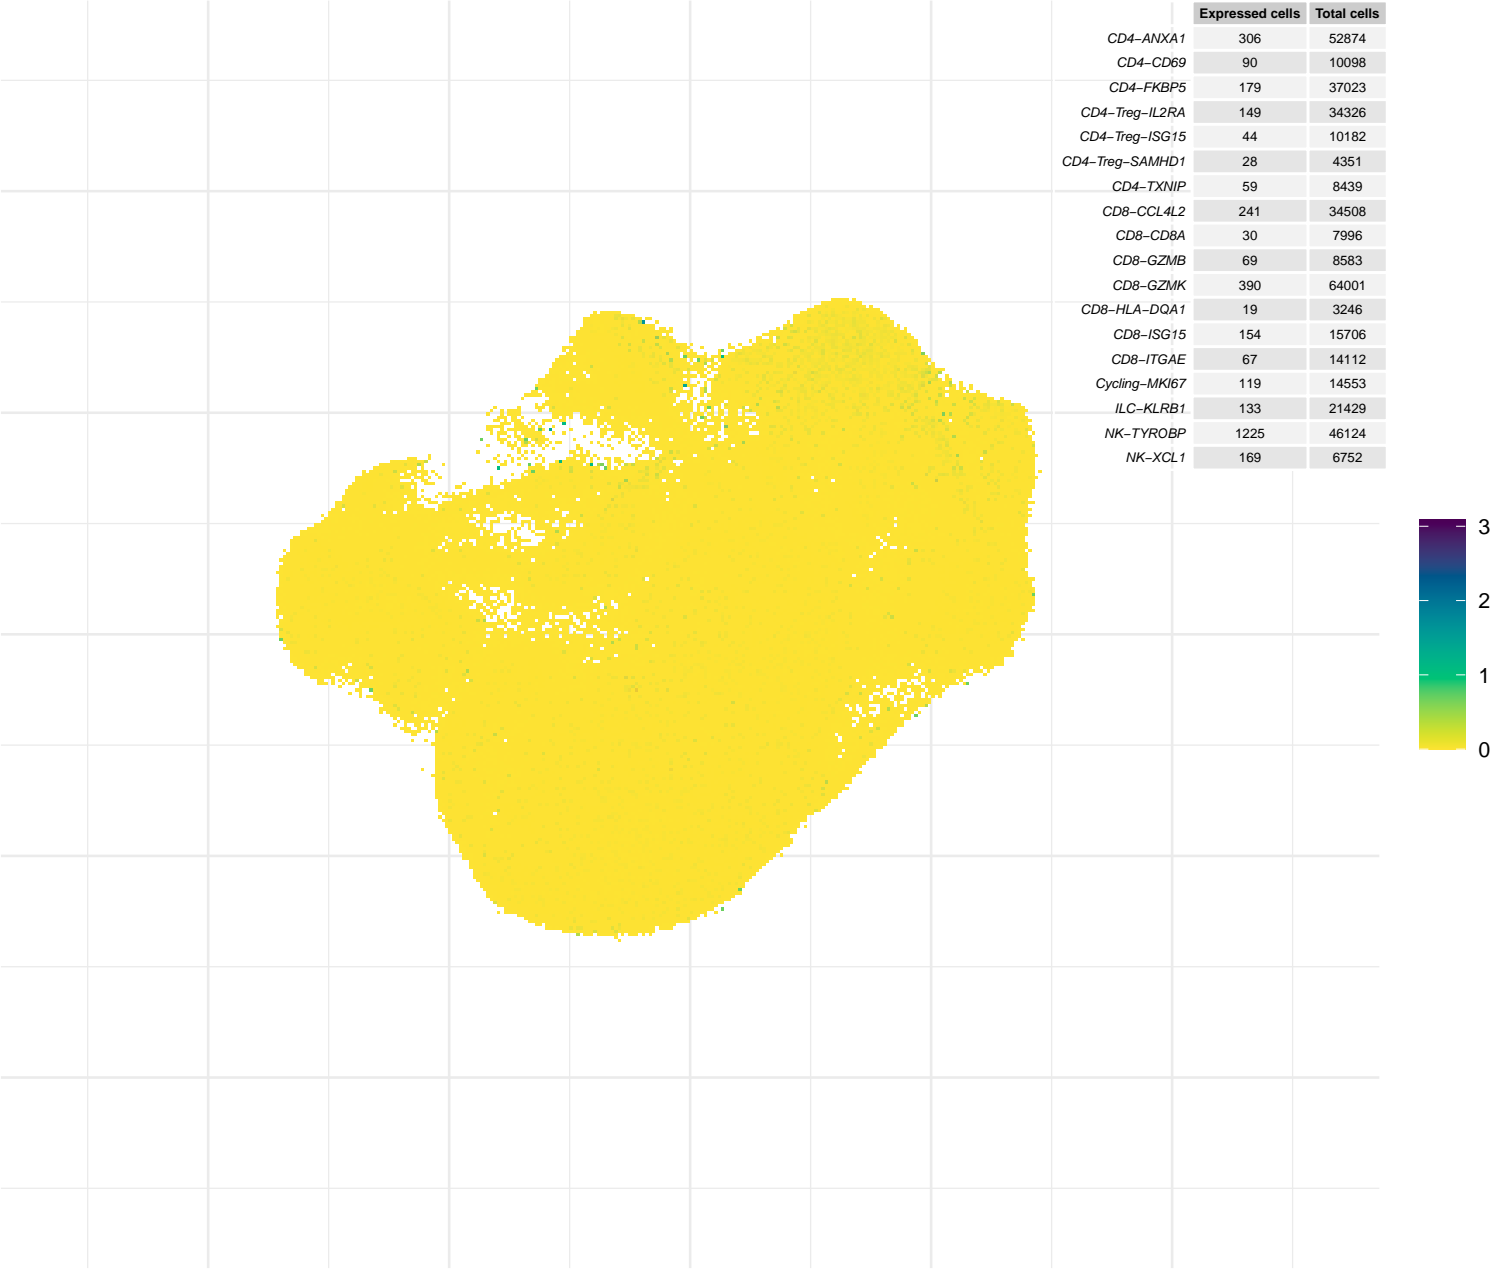 Expressed cells Total cells
CD4−ANXA1 306 52874
CD4−CD69 90 10098
CD4−FKBP5 179 37023
CD4−Treg−IL2RA 149 34326
CD4−Treg−ISG15 44 10182
CD4−Treg−SAMHD1 28 4351
CD4−TXNIP 59 8439
CD8−CCL4L2 241 34508
CD8−CD8A 30 7996
CD8−GZMB 69 8583
CD8−GZMK 390 64001
CD8−HLA−DQA1 19 3246
CD8−ISG15 154 15706
CD8−ITGAE 67 14112
Cycling−MKI67 119 14553
ILC−KLRB1 133 21429
NK−TYROBP 1225 46124
NK−XCL1 169 6752
3
2
1
0